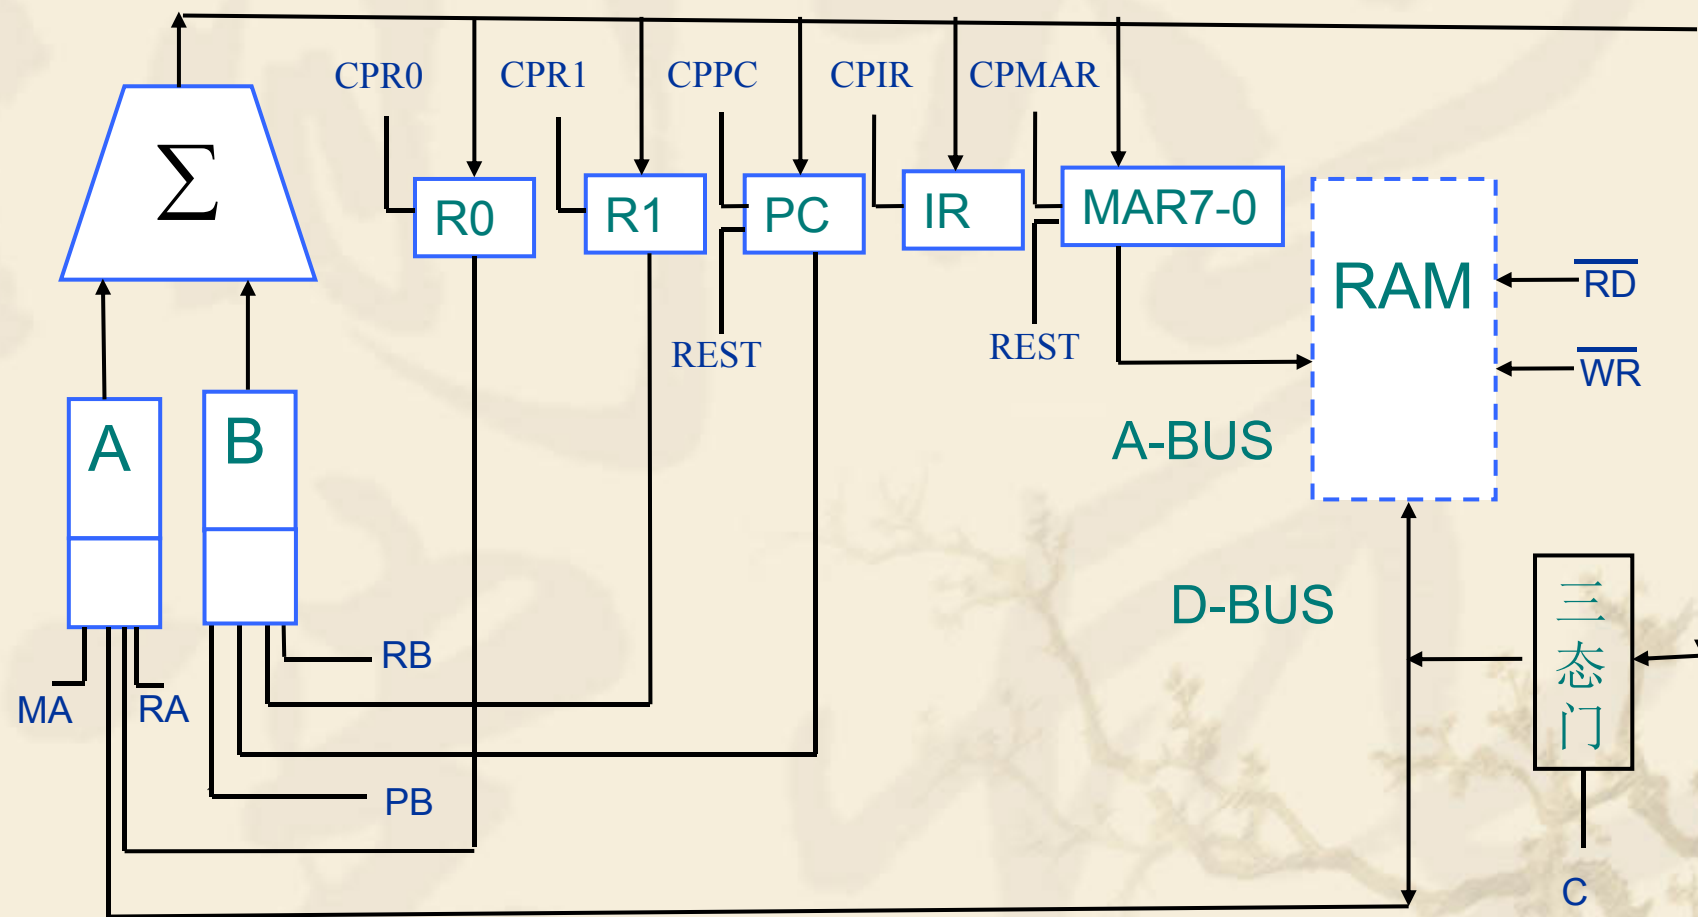 CPR0
CPR1
CPPC
CPIR
CPMAR
∑
R0
R1
PC
IR
MAR7-0
RAM
RD
REST
REST
WR
A
B
A-BUS
D-BUS
三态门
RB
MA
RA
PB
C